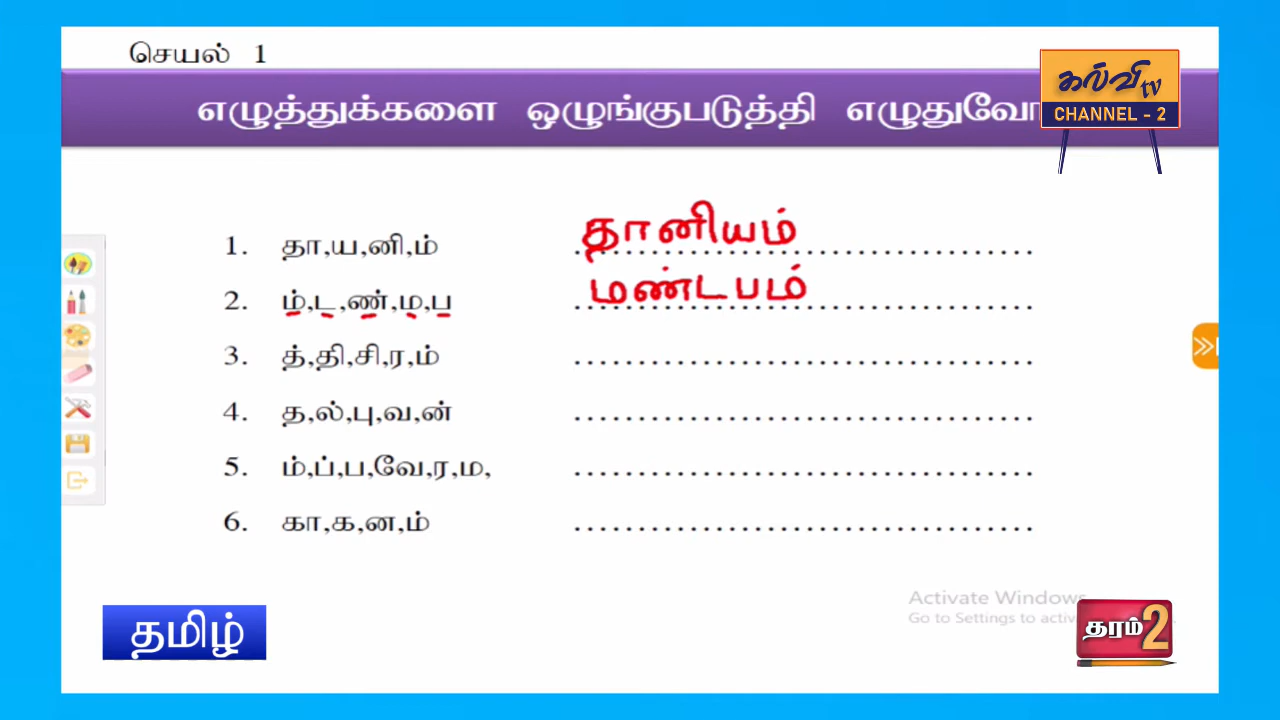 செயல் 1
கல்வி tv
CHANNEL - 2
எழுத்துக்களை ஒழுங்குபடுத்தி எழுதுவோ
1. தா,ய,னி,ம் தானியம்
2. ம்,ட,ண்,ம,ப மண்டபம்
3. த்,தி,சி,ர,ம் ....................................
4. த,ல்,பு,வ,ன் ....................................
5. ம்,ப்,ப,வே,ர,ம, ....................................
6. கா,க,ன,ம் ....................................
Activate Windows
Go to Settings to activ
தமிழ்
தரம் 2